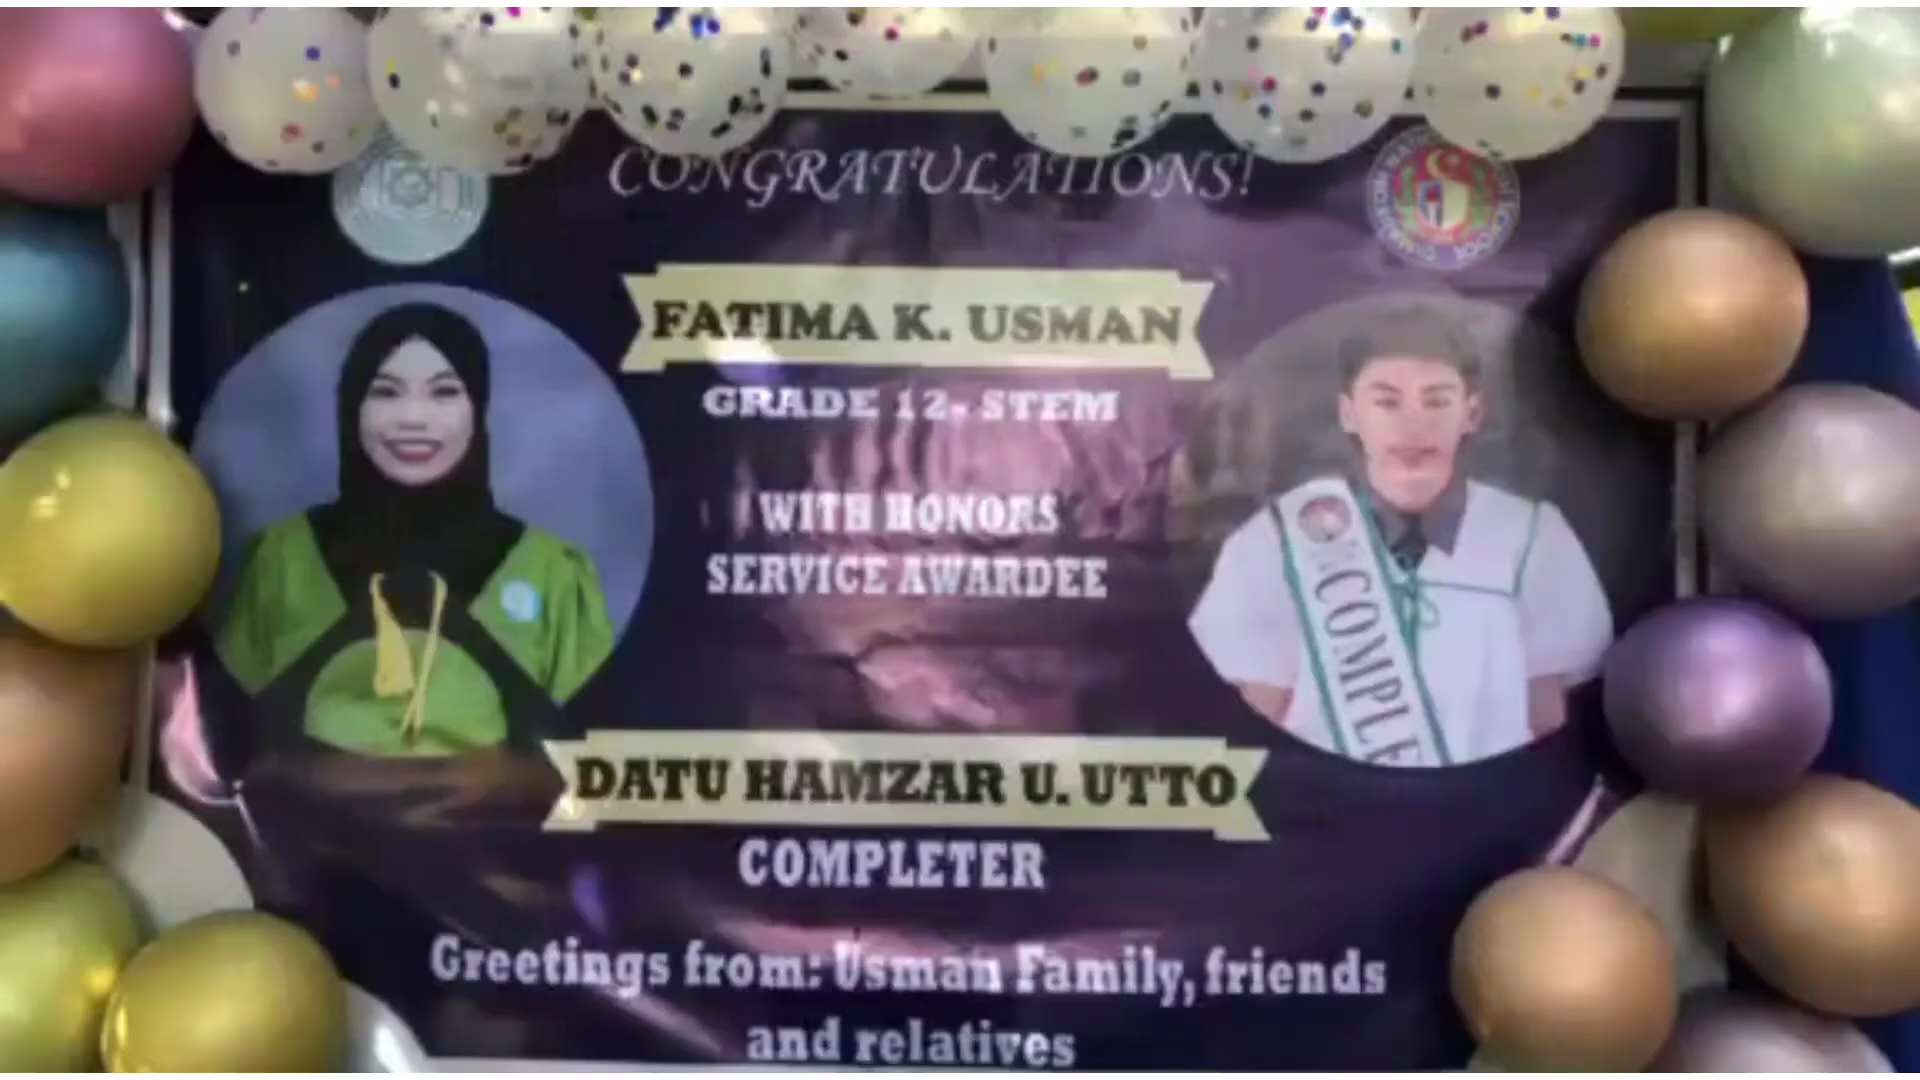 CONGRATULATIONS!
FATIMA K. USMAN
GRADE 12- STEM
WITH HONORS
SERVICE AWARDEE
COMPLE
DATU HAMZAR U. UTTO
COMPLETER
Greetings from: Usman Family, friends
and relatives